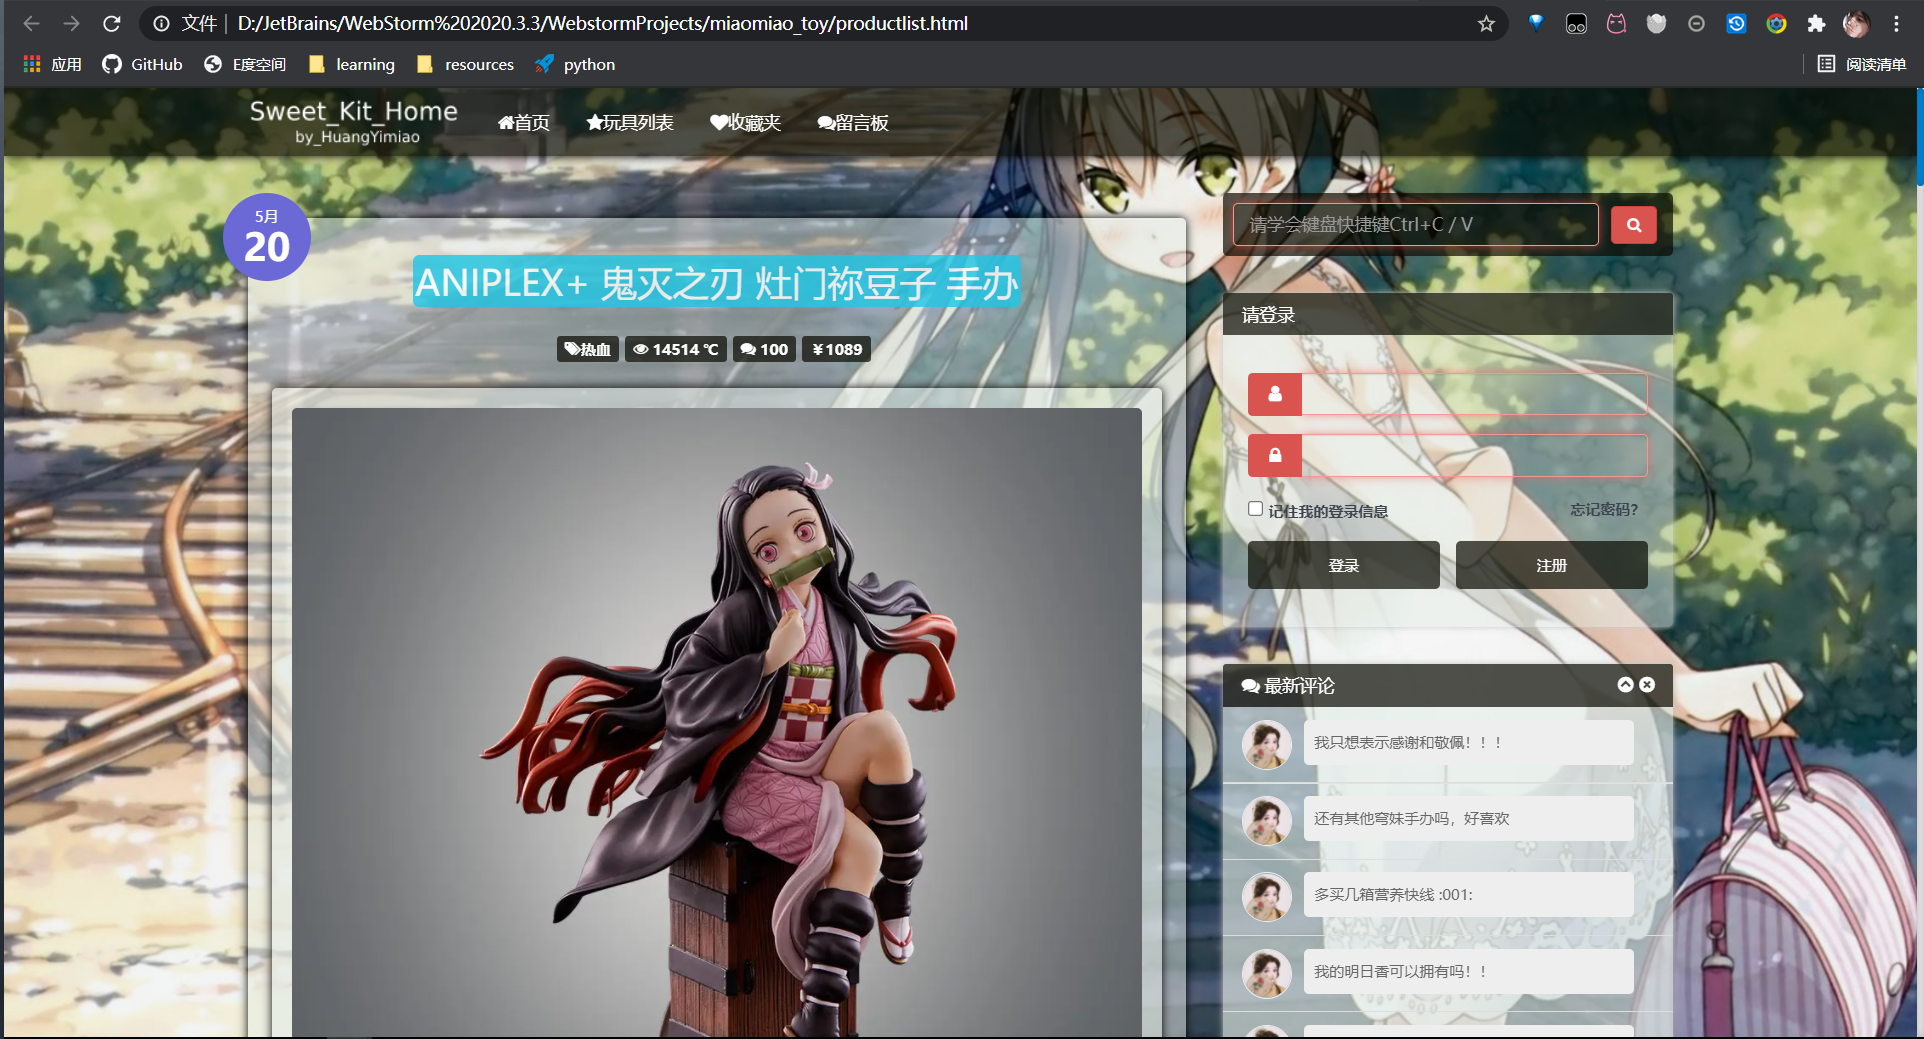 文件 | D:/JetBrains/WebStorm%202020.3.3/WebstormProjects/miaomiao_toy/productlist.html
应用 GitHub E度空间 learning resources python 阅读清单
Sweet_Kit_Home
by_HuangYimiao
首页 玩具列表 收藏夹 留言板
5月
20
ANIPLEX+ 鬼灭之刃 灶门祢豆子 手办
热血 14514 ℃ 100 ¥1089
请学会键盘快捷键Ctrl+C / V
请登录
记住我的登录信息 忘记密码?
登录 注册
最新评论
我只想表示感谢和敬佩！！！
还有其他穹妹手办吗，好喜欢
多买几箱营养快线 :001:
我的明日香可以拥有吗！！